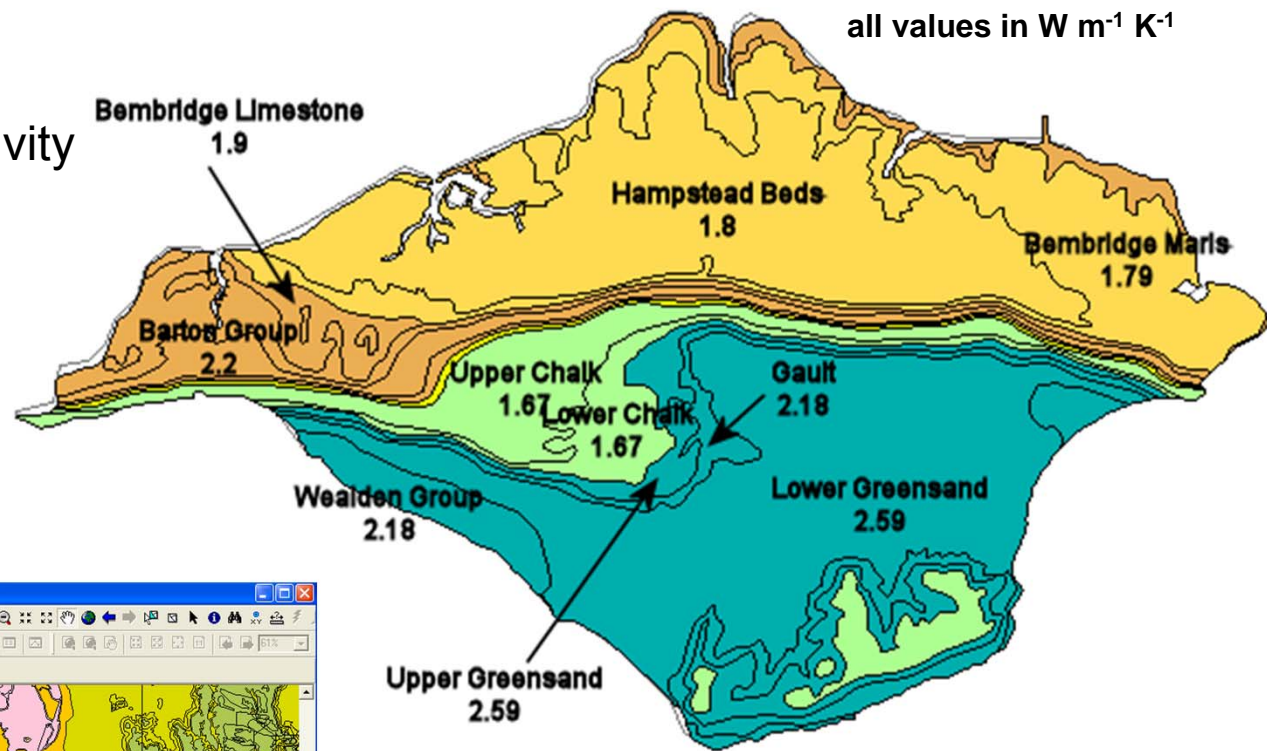 all values in W m⁻¹ K⁻¹
Bembridge Limestone
1.9
vity
Hampstead Beds
1.8
Bembridge Marls
1.79
Barton Group
2.2
Upper Chalk
1.67
Lower Chalk
1.67
Gault
2.18
Wealden Group
2.18
Lower Greensand
2.59
Upper Greensand
2.59
61%